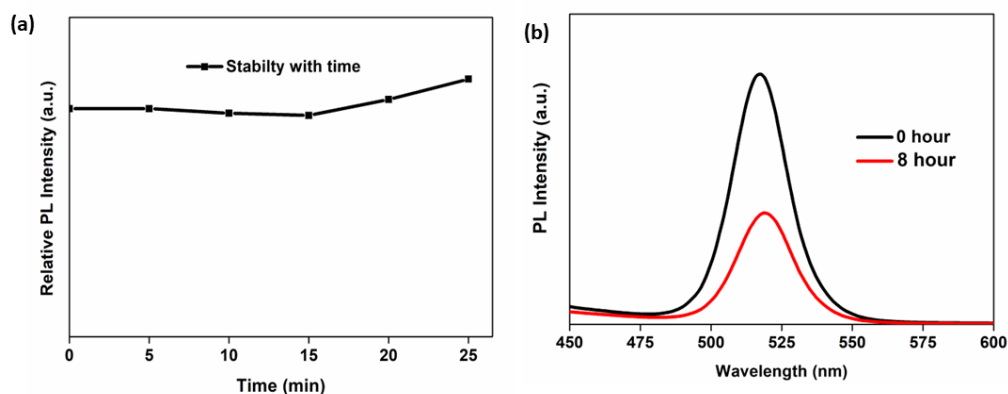 (a)
Relative PL Intensity (a.u.)
Stabilty with time
0 5 10 15 20 25
Time (min)
(b)
PL Intensity (a.u.)
0 hour
8 hour
450 475 500 525 550 575 600
Wavelength (nm)